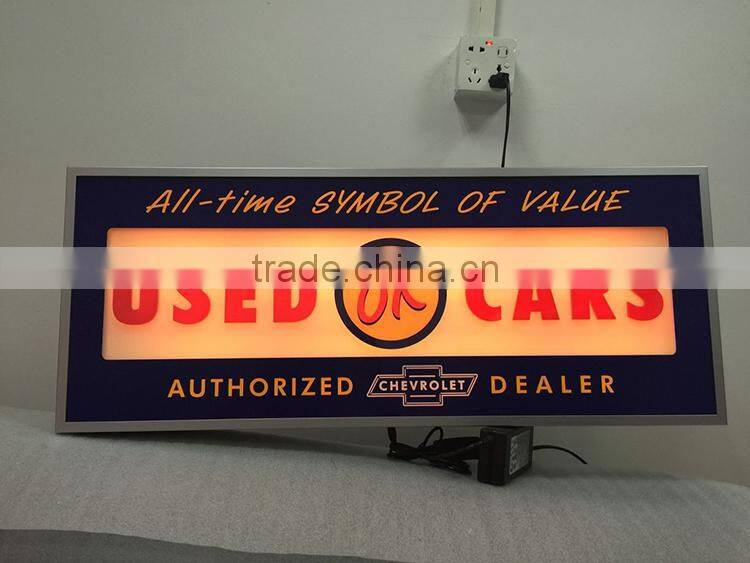 All-time SYMBOL OF VALUE
trade.china.cn
USED OK CARS
AUTHORIZED CHEVROLET DEALER